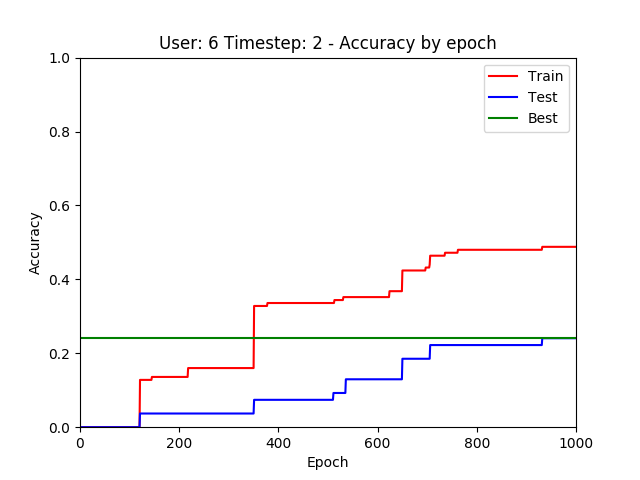 User: 6 Timestep: 2 - Accuracy by epoch
1.0
Train
Test
Best
0.8
0.6
Accuracy
0.4
0.2
0.0
0 200 400 600 800 1000
Epoch